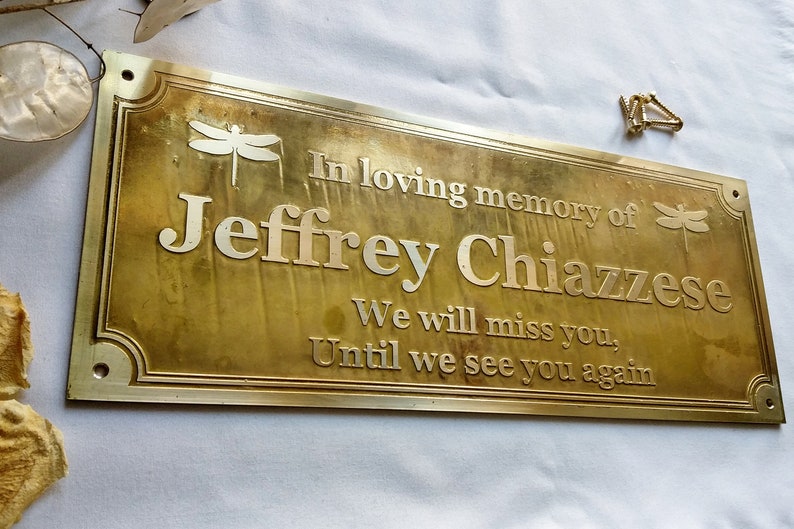 In loving memory of
Jeffrey Chiazzese
We will miss you,
Until we see you again